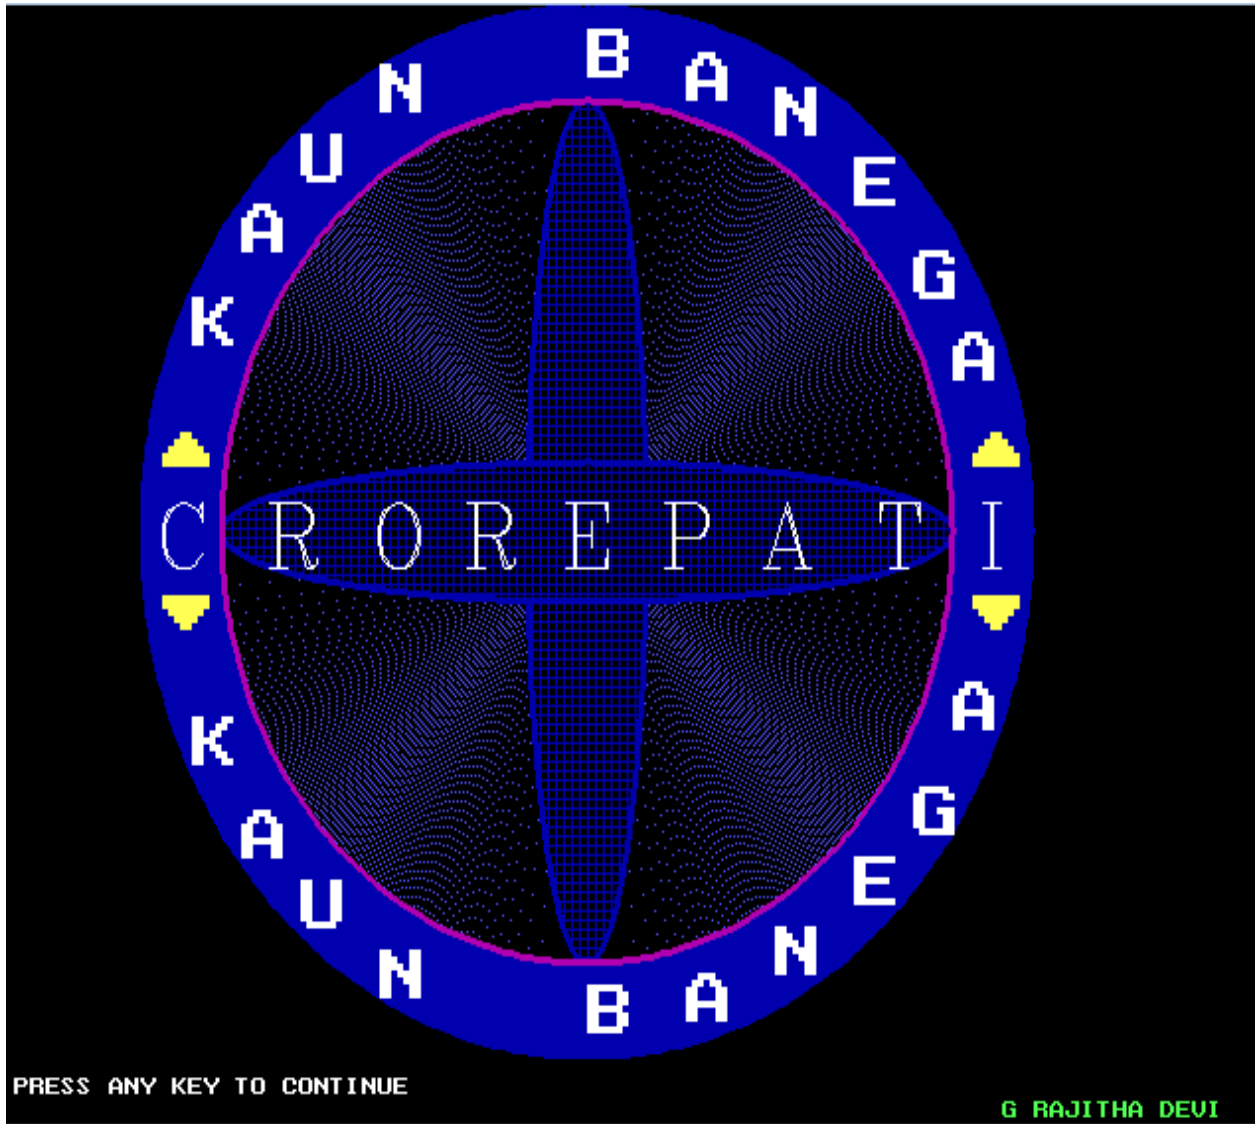 KAUN BANEGA
CROREPATI
KAUN BANEGA
PRESS ANY KEY TO CONTINUE
G RAJITHA DEVI